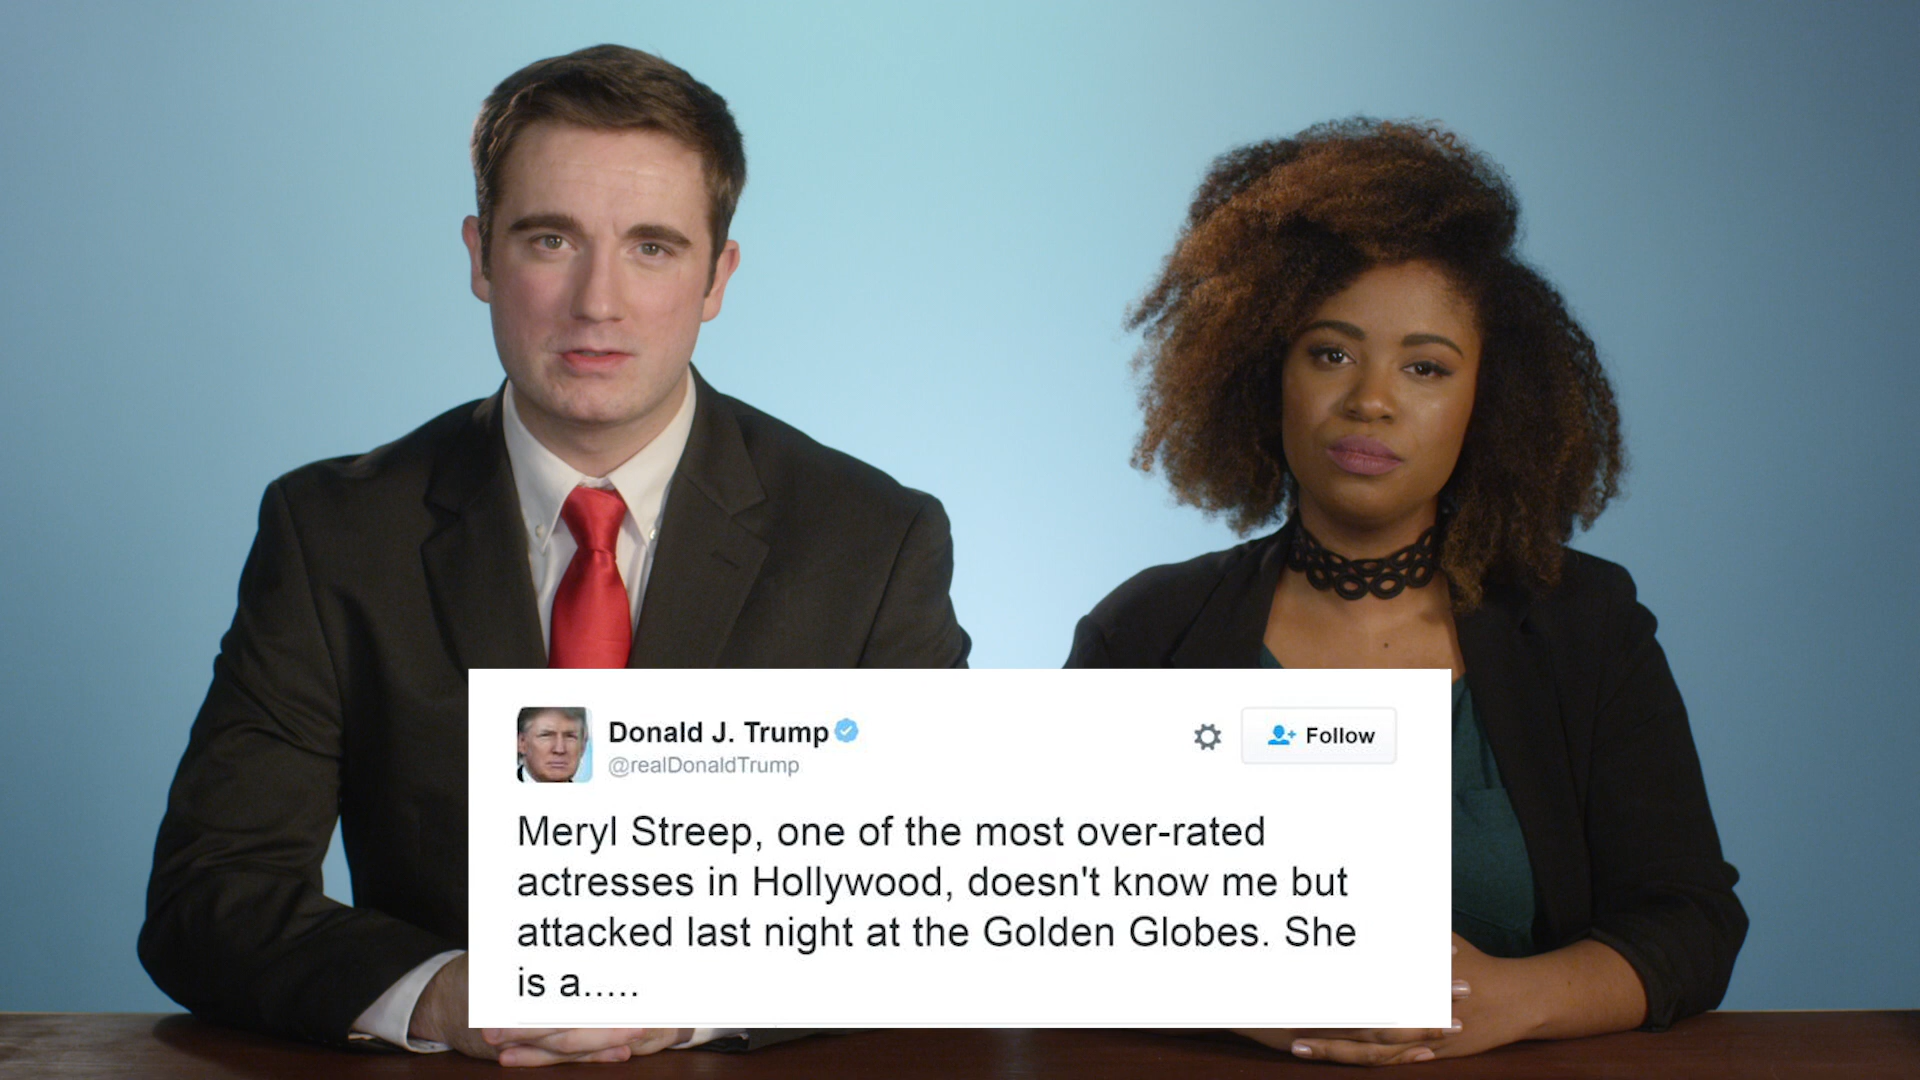 Donald J. Trump
@realDonaldTrump
Follow
Meryl Streep, one of the most over-rated
actresses in Hollywood, doesn't know me but
attacked last night at the Golden Globes. She
is a.....